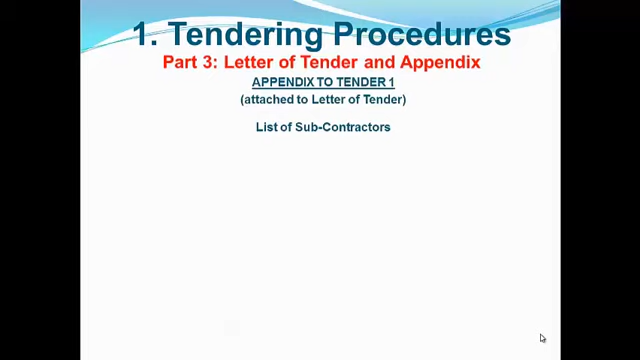 1. Tendering Procedures
Part 3: Letter of Tender and Appendix
APPENDIX TO TENDER 1
(attached to Letter of Tender)
List of Sub-Contractors